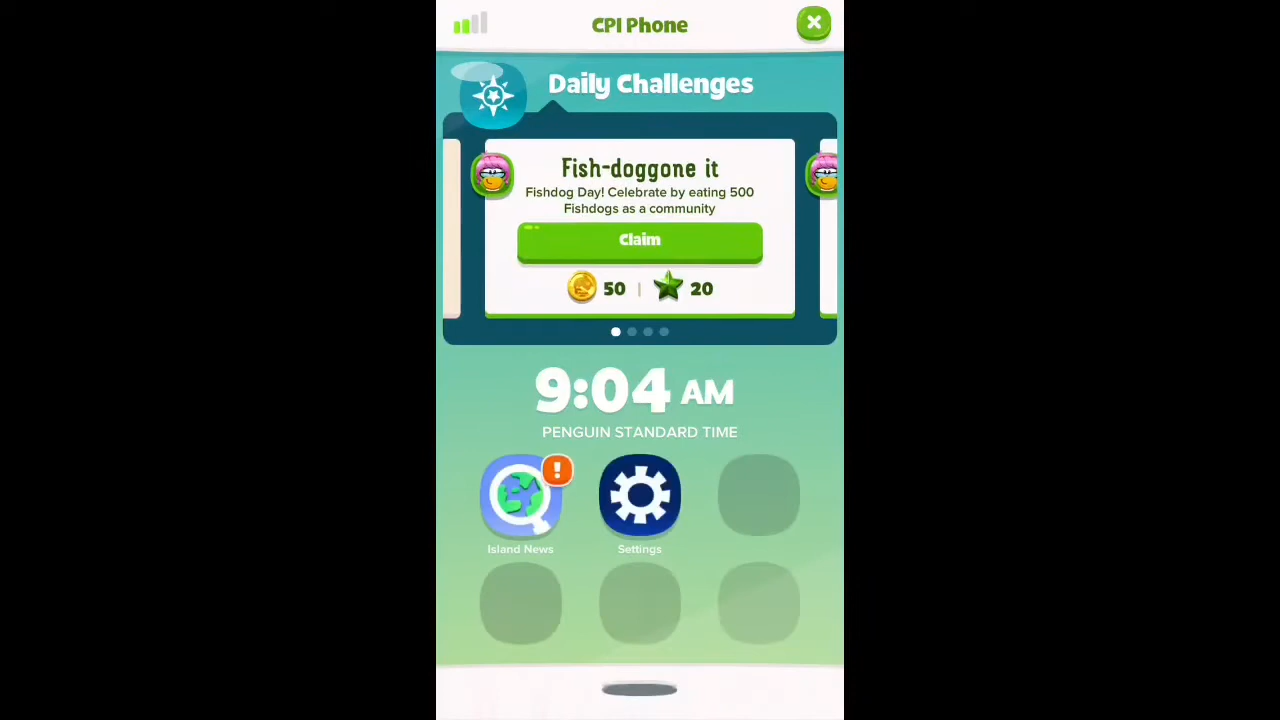 CPI Phone
Daily Challenges
Fish-doggone it
Fishdog Day! Celebrate by eating 500
Fishdogs as a community
Claim
50 | 20
9:04 AM
PENGUIN STANDARD TIME
!
Island News
Settings